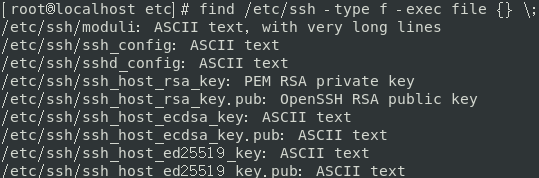 [root@localhost etc]# find /etc/ssh -type f -exec file {} \;
/etc/ssh/moduli: ASCII text, with very long lines
/etc/ssh/ssh_config: ASCII text
/etc/ssh/sshd_config: ASCII text
/etc/ssh/ssh_host_rsa_key: PEM RSA private key
/etc/ssh/ssh_host_rsa_key.pub: OpenSSH RSA public key
/etc/ssh/ssh_host_ecdsa_key: ASCII text
/etc/ssh/ssh_host_ecdsa_key.pub: ASCII text
/etc/ssh/ssh_host_ed25519_key: ASCII text
/etc/ssh/ssh_host_ed25519_key.pub: ASCII text